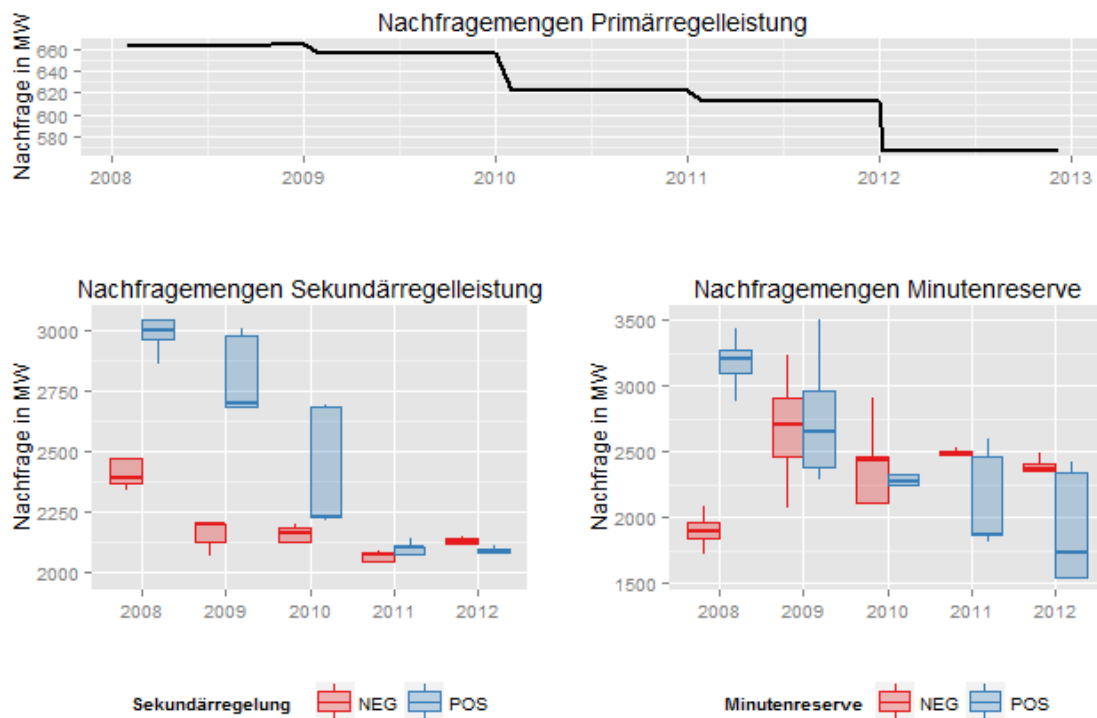 Nachfragemengen Primärregelleistung
Nachfrage in MW
660
640
620
600
580
2008 2009 2010 2011 2012 2013
Nachfragemengen Sekundärregelleistung
Nachfrage in MW
3000
2750
2500
2250
2000
2008 2009 2010 2011 2012
Sekundärregelung NEG POS
Nachfragemengen Minutenreserve
Nachfrage in MW
3500
3000
2500
2000
1500
2008 2009 2010 2011 2012
Minutenreserve NEG POS